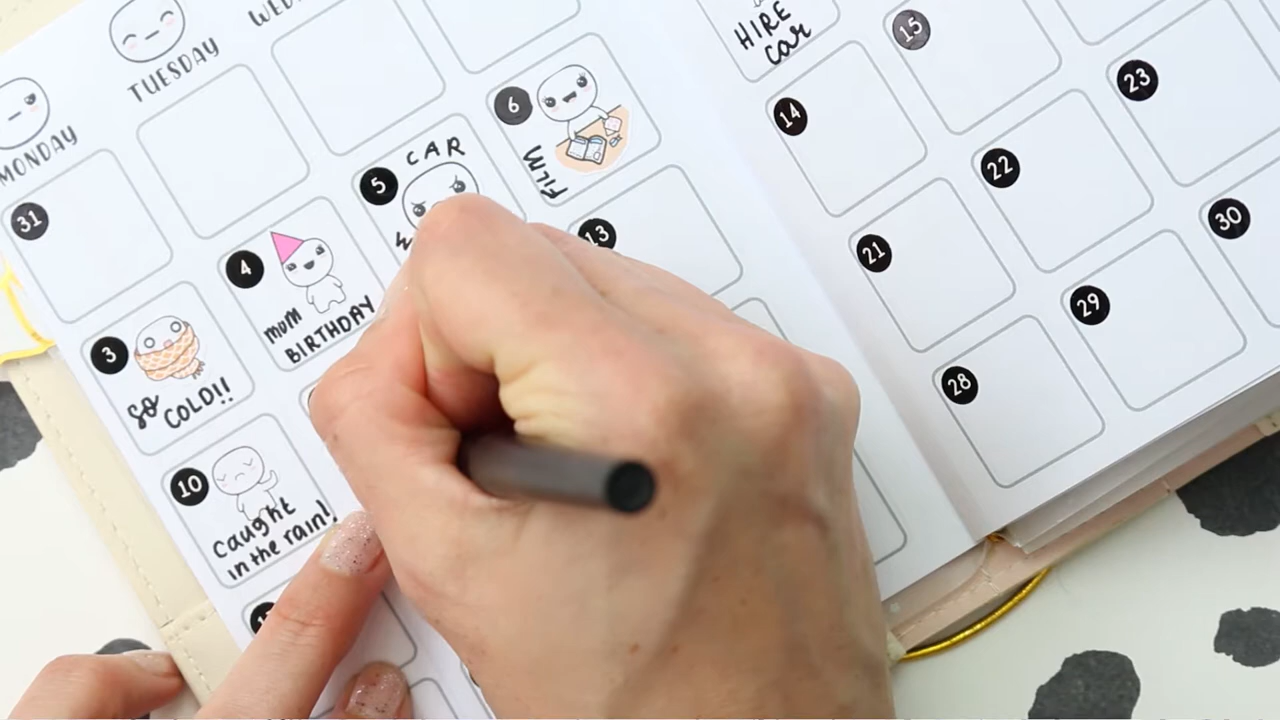 MONDAY
TUESDAY
31
3
SO
COLD!!
4
MOM
BIRTHDAY
5
CAR
6
FILM
10
caught
in the rain!
13
HIRE
car
14
15
21
22
23
28
29
30